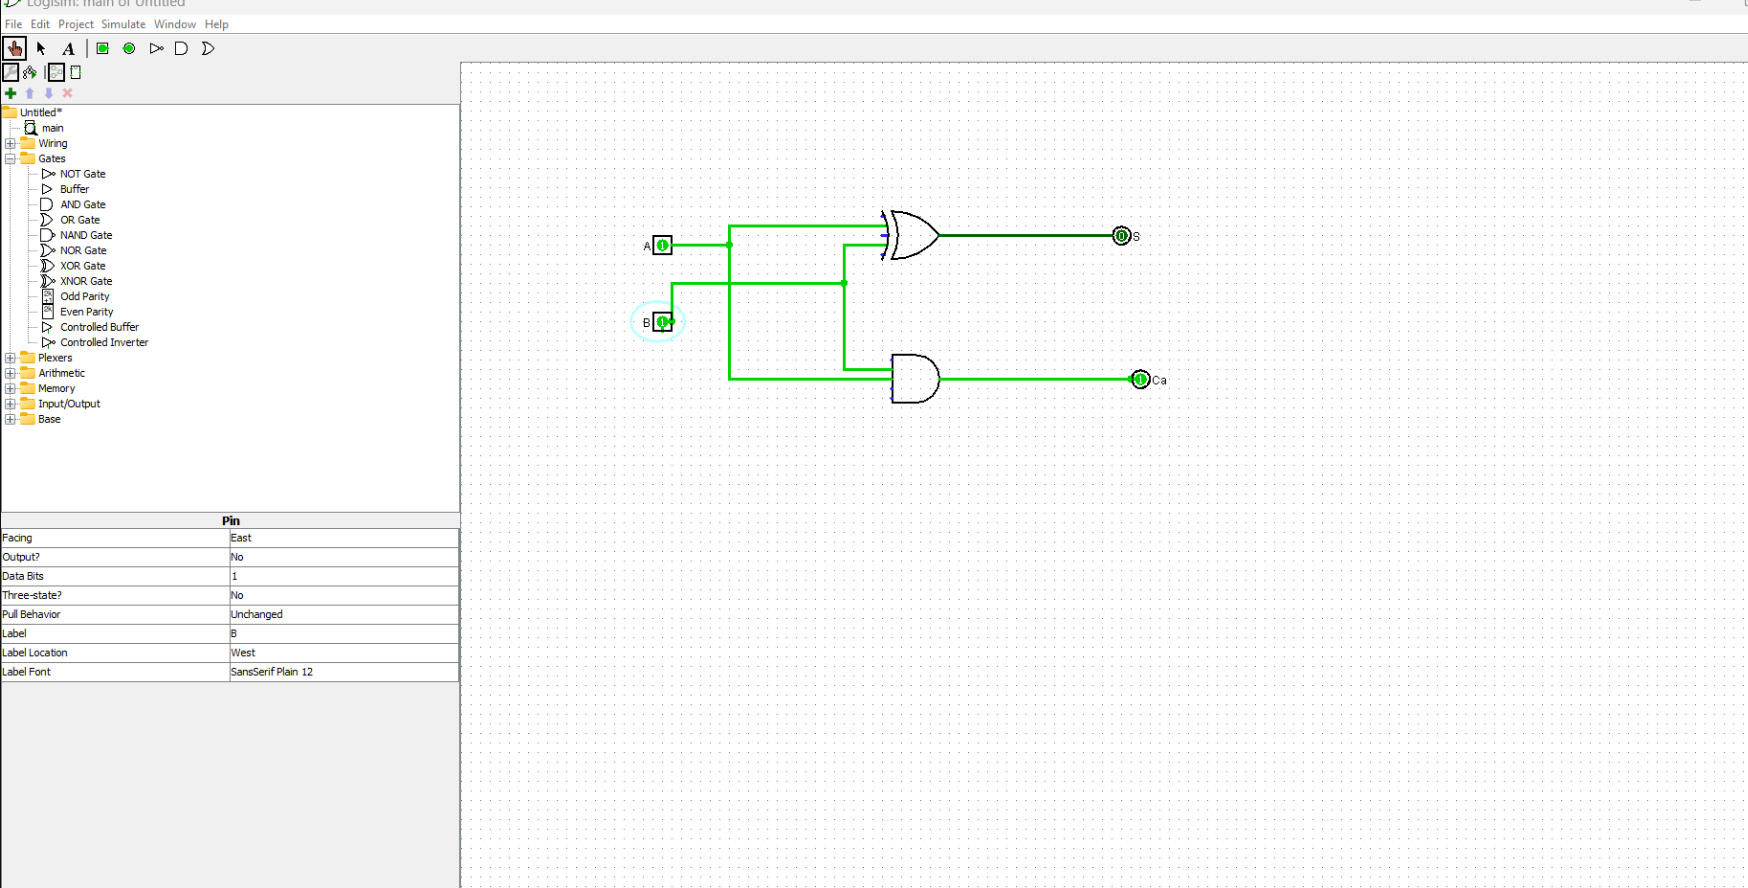 Logisim: main of Untitled
File Edit Project Simulate Window Help
A
Untitled*
main
Wiring
Gates
NOT Gate
Buffer
AND Gate
OR Gate
NAND Gate
NOR Gate
XOR Gate
XNOR Gate
Odd Parity
Even Parity
Controlled Buffer
Controlled Inverter
Plexers
Arithmetic
Memory
Input/Output
Base
Pin
Facing East
Output? No
Data Bits 1
Three-state? No
Pull Behavior Unchanged
Label B
Label Location West
Label Font SansSerif Plain 12
A 1
B 1
0 S
1 Ca